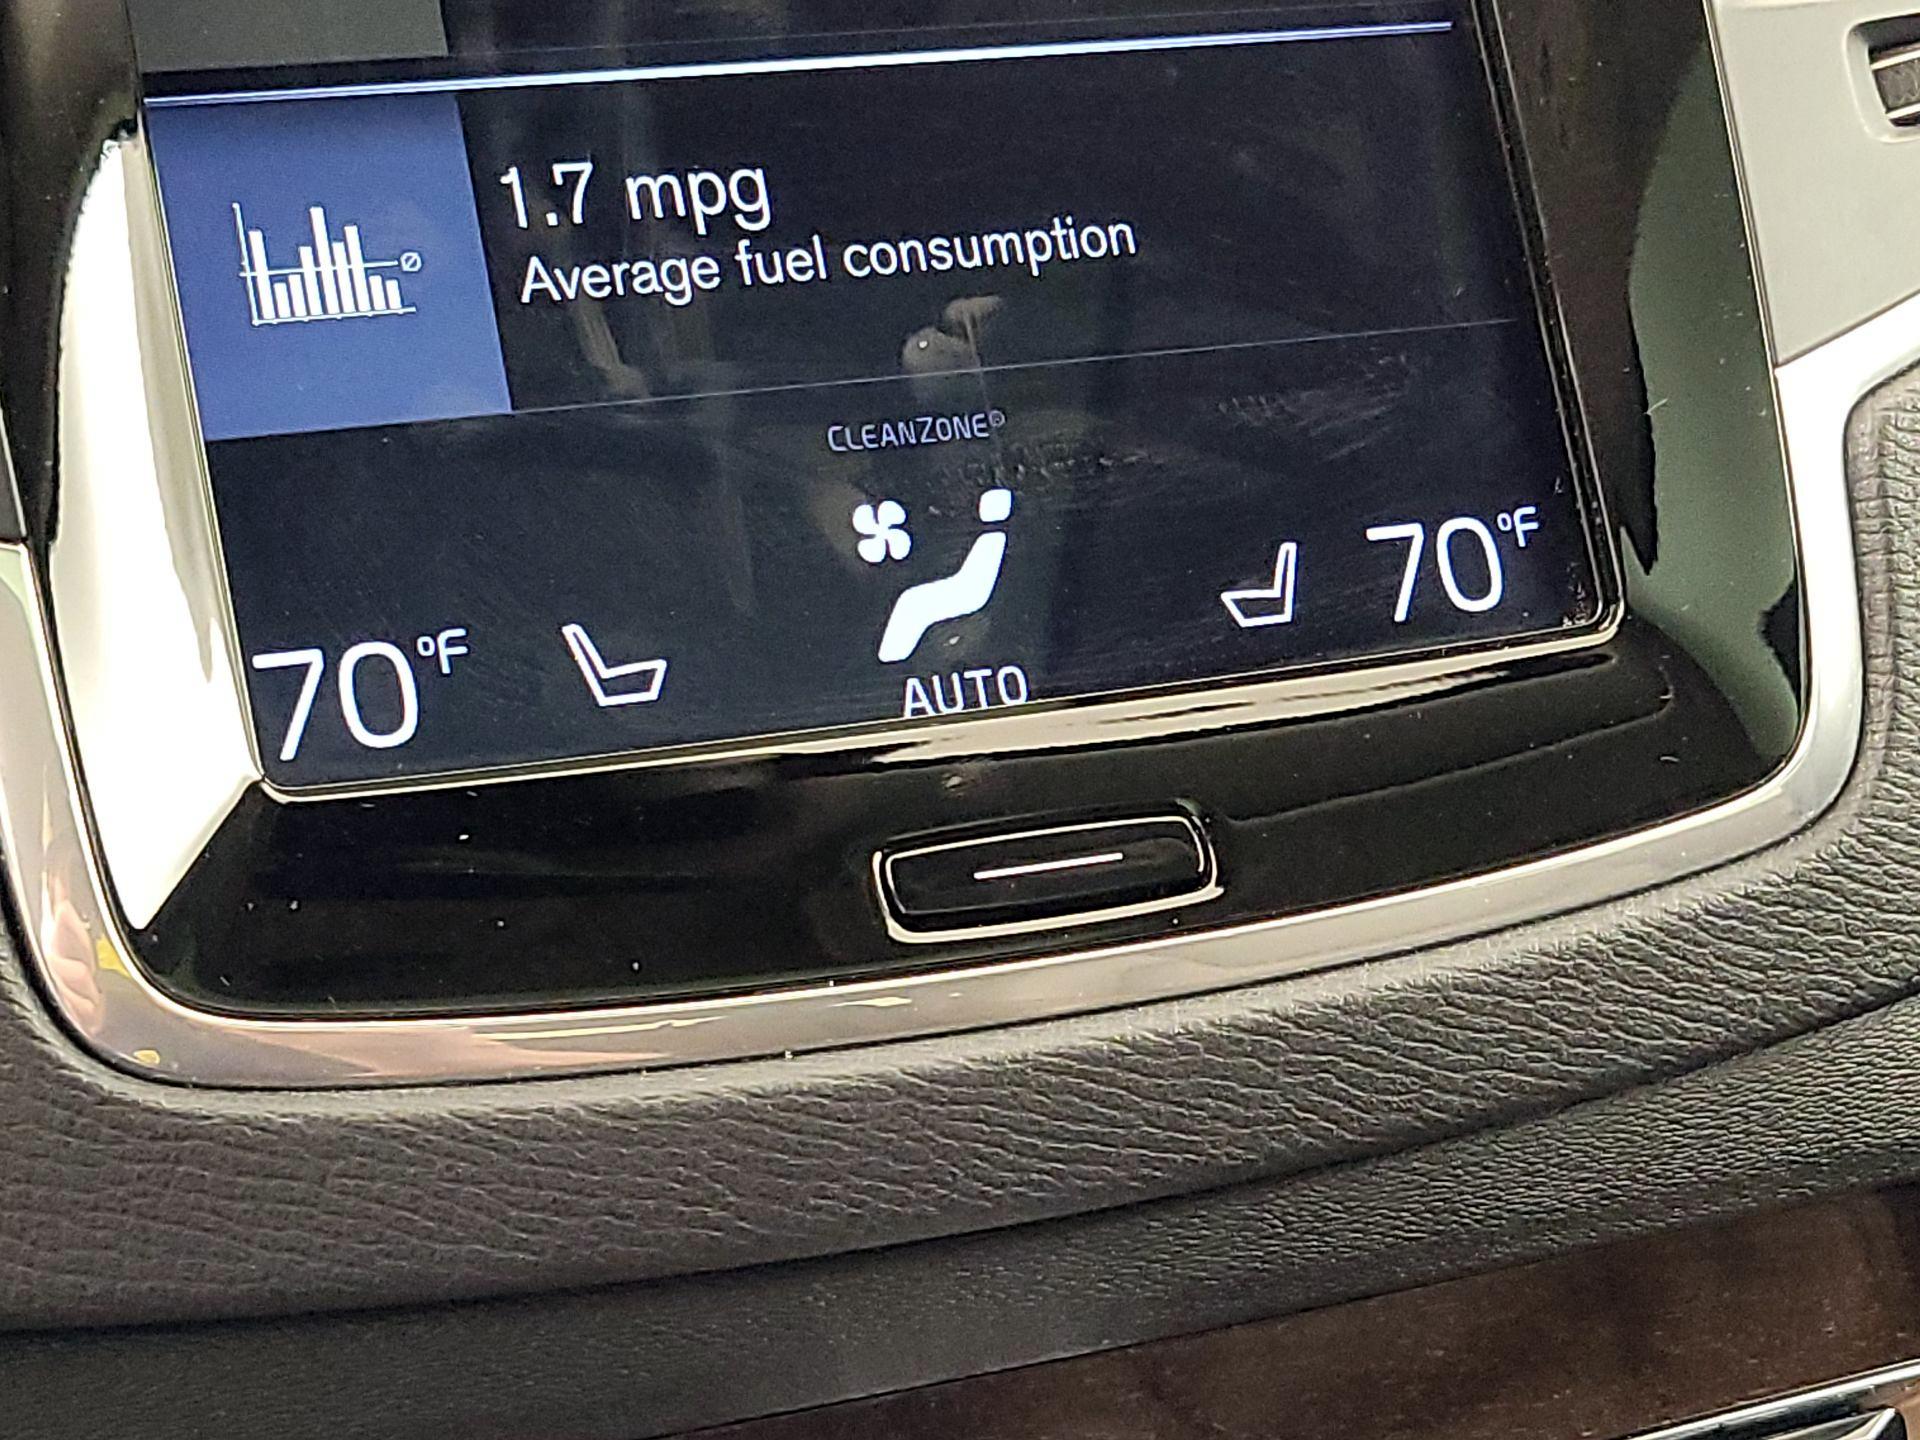 1.7 mpg
Average fuel consumption
CLEANZONE®
70°F
70°F
AUTO